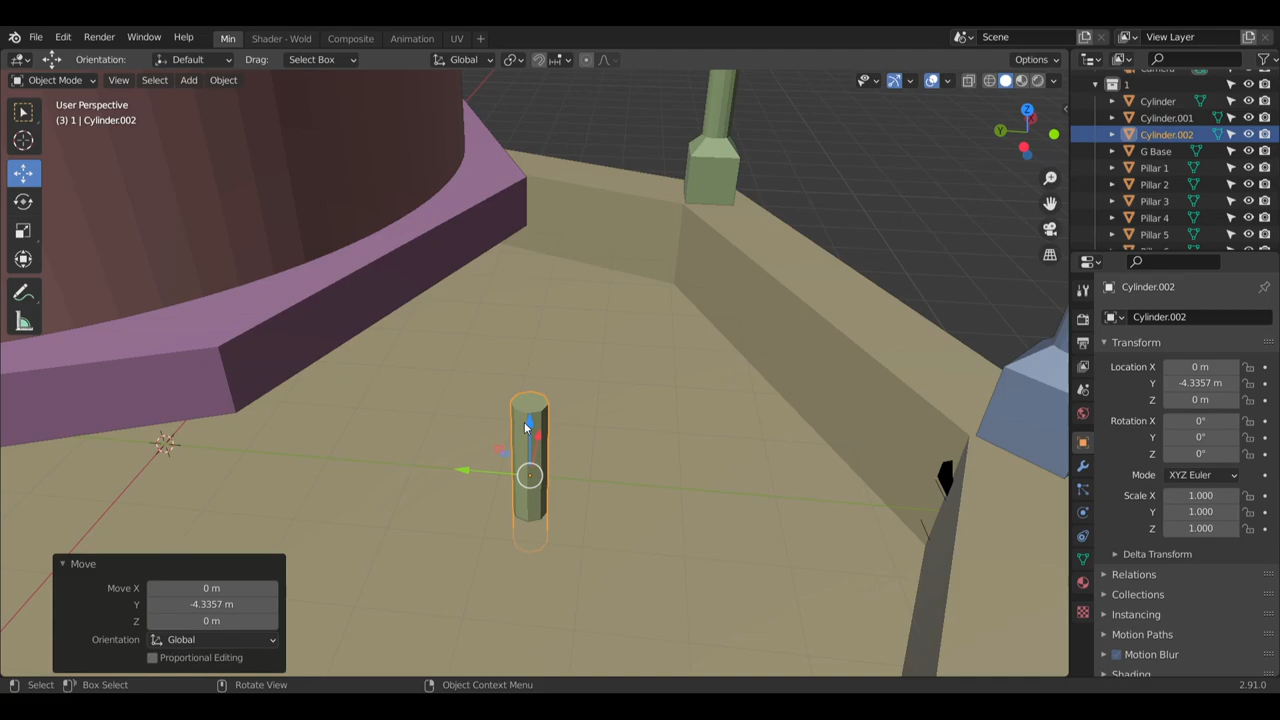 File Edit Render Window Help Min Shader - Wold Composite Animation UV + Scene View Layer
Orientation: Default Drag: Select Box Global Options
Object Mode View Select Add Object
User Perspective
(3) 1 | Cylinder.002
Z
Y
1
Cylinder
Cylinder.001
Cylinder.002
G Base
Pillar 1
Pillar 2
Pillar 3
Pillar 4
Pillar 5
Cylinder.002
Cylinder.002
Transform
Location X 0 m
Y -4.3357 m
Z 0 m
Rotation X 0°
Y 0°
Z 0°
Mode XYZ Euler
Scale X 1.000
Y 1.000
Z 1.000
Delta Transform
Relations
Collections
Instancing
Motion Paths
Motion Blur
Shading
Move
Move X 0 m
Y -4.3357 m
Z 0 m
Orientation Global
Proportional Editing
Select Box Select Rotate View Object Context Menu 2.91.0